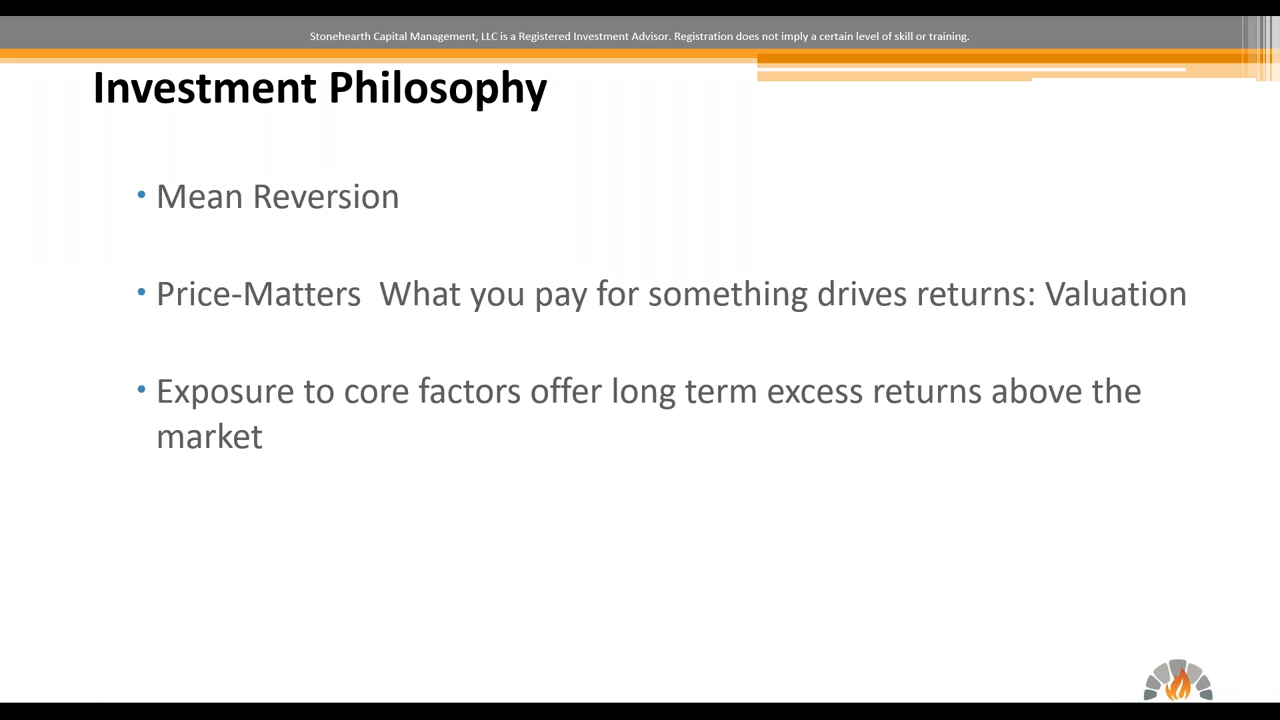 Stonehearth Capital Management, LLC is a Registered Investment Advisor. Registration does not imply a certain level of skill or training.
Investment Philosophy
• Mean Reversion
• Price-Matters  What you pay for something drives returns: Valuation
• Exposure to core factors offer long term excess returns above the
market